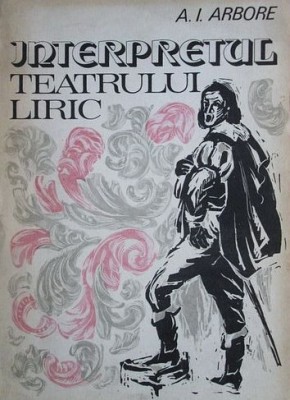 A. I. ARBORE
INTERPRETUL
TEATRULUI
LIRIC